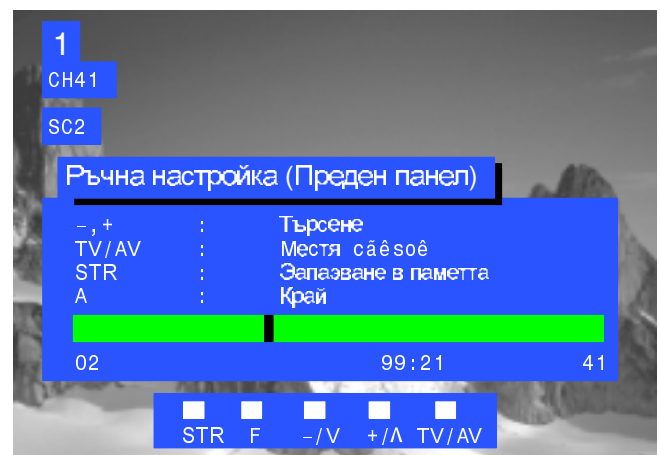 1
CH41
SC2
Ръчна настройка (Преден панел)
–,+ : Търсене
TV/AV : Местя cãêsoê
STR : Эапаэване в паметта
A : Край
02 99:21 41
STR F –/V +/Λ TV/AV